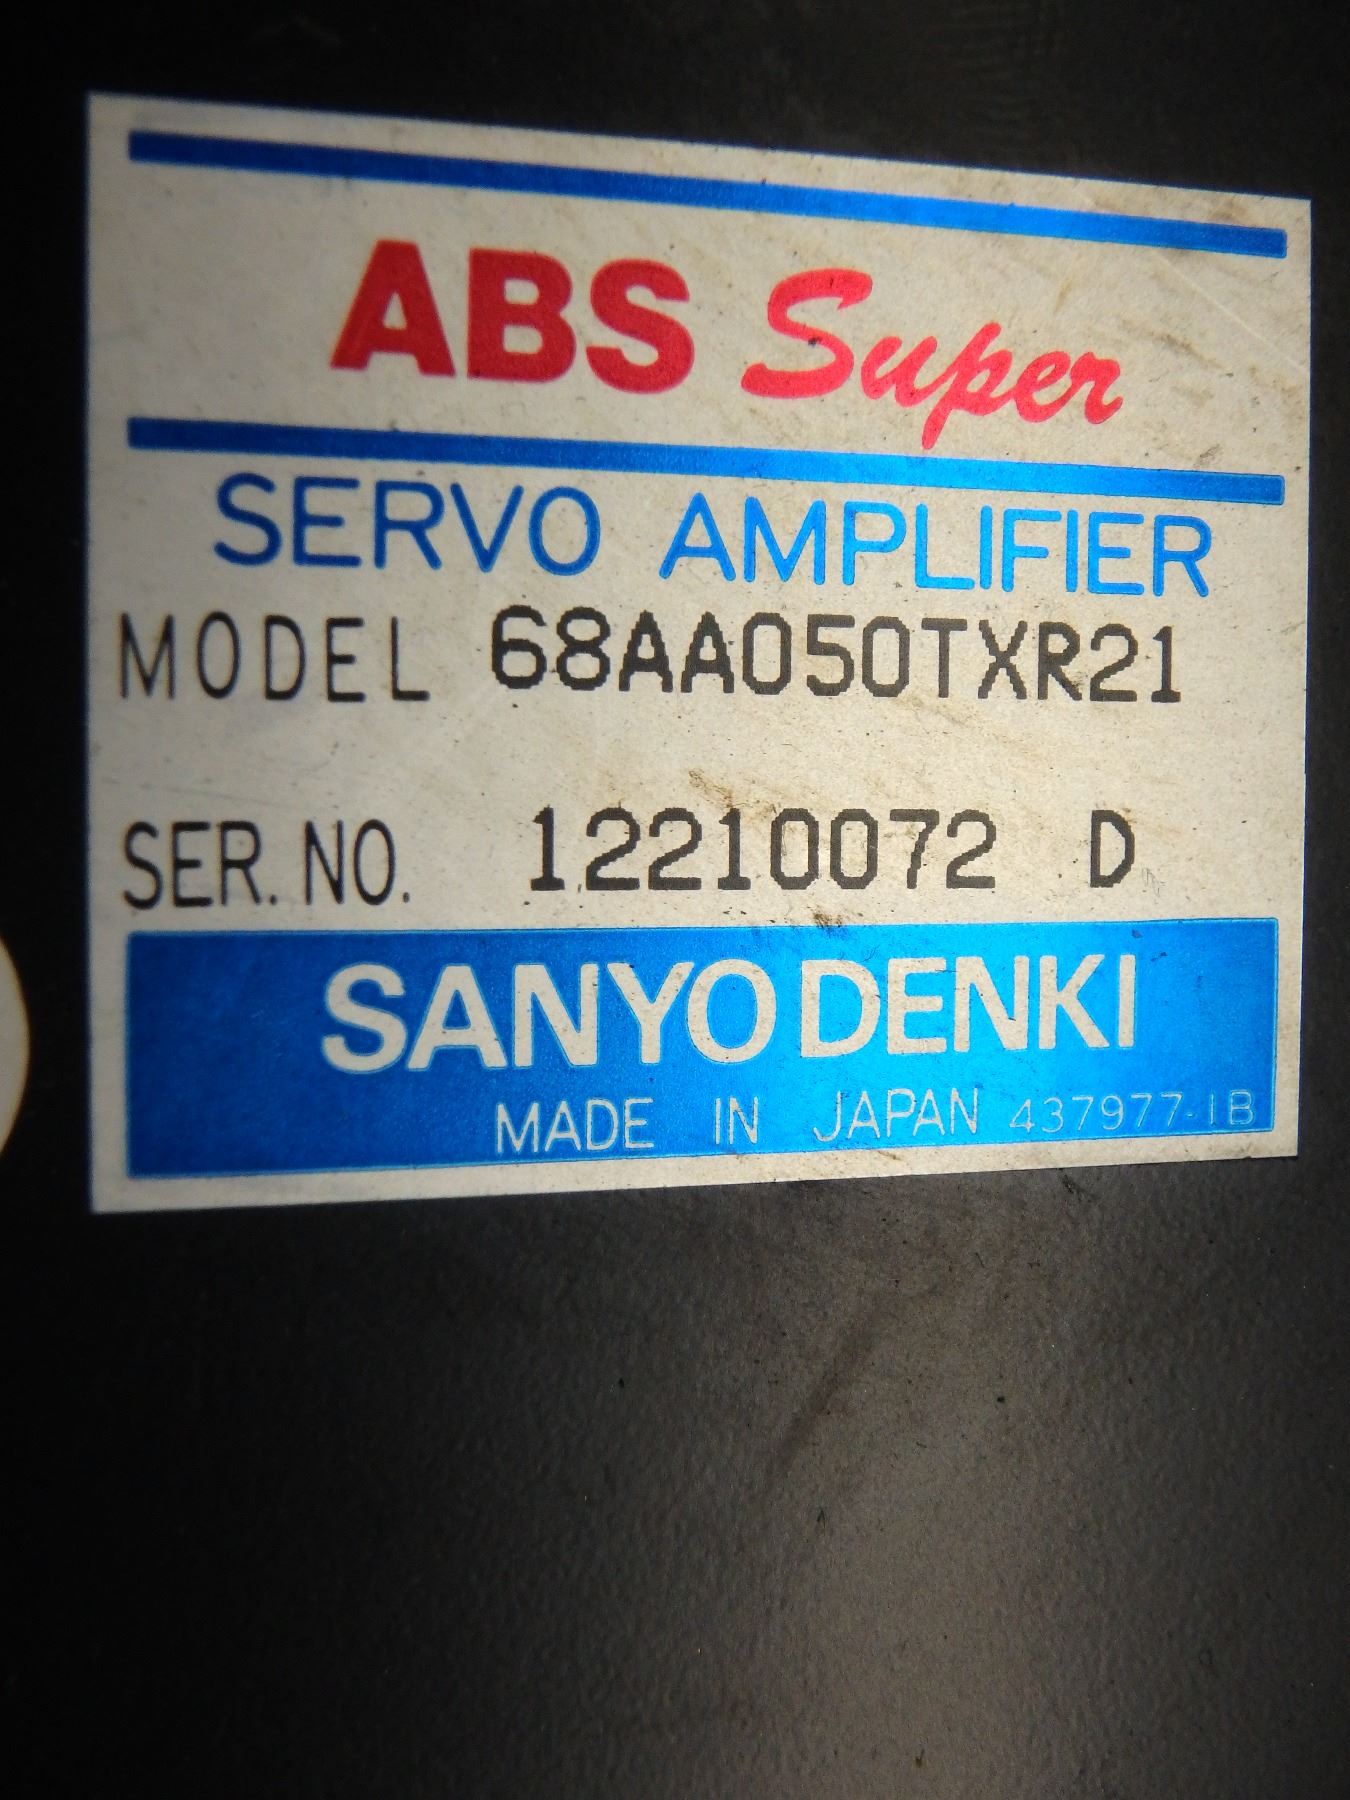 ABS Super
SERVO AMPLIFIER
MODEL 68AA050TXR21
SER. NO. 12210072 D
SANYO DENKI
MADE IN JAPAN 437977-1B